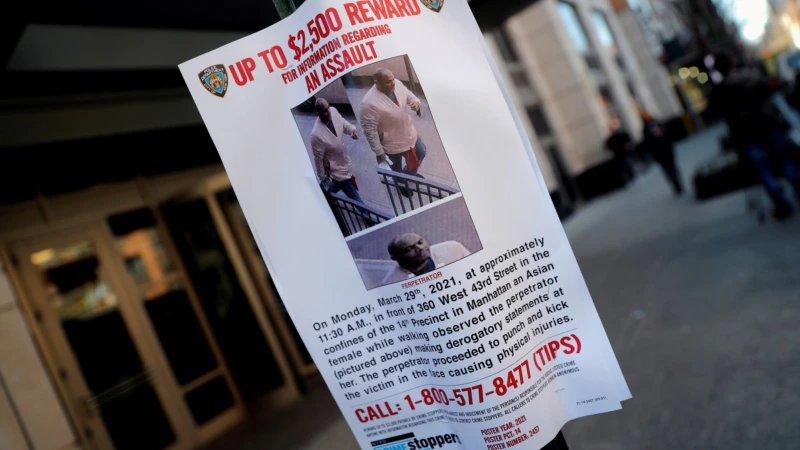 UP TO $2,500 REWARD
FOR INFORMATION REGARDING
AN ASSAULT
PERPETRATOR
On Monday, March 29th, 2021, at approximately
11:30 A.M., in front of 360 West 43rd Street in the
confines of the 14th Precinct in Manhattan an Asian
female while walking observed the perpetrator
(pictured above) making derogatory statements at
her. The perpetrator proceeded to punch and kick
the victim in the face causing physical injuries.
CALL: 1-800-577-8477 (TIPS)
stoppers
POSTER YEAR: 2021
POSTER PCT. 14
POSTER NUMBER: 2457